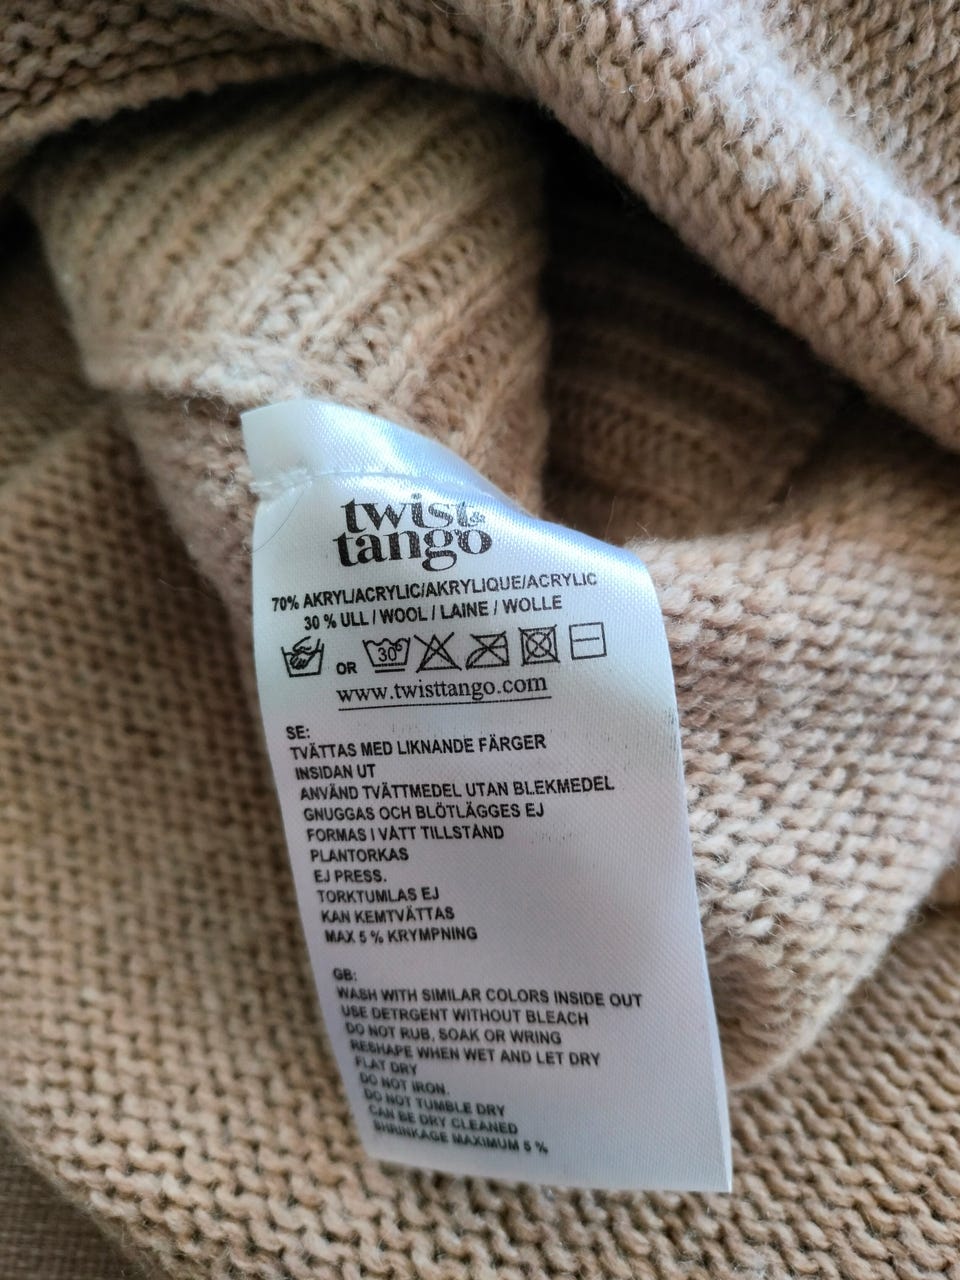 twist &
tango
70% AKRYL/ACRYLIC/AKRYLIQUE/ACRYLIC
30 % ULL / WOOL / LAINE / WOLLE
OR 30°
www.twisttango.com
SE:
TVÄTTAS MED LIKNANDE FÄRGER
INSIDAN UT
ANVÄND TVÄTTMEDEL UTAN BLEKMEDEL
GNUGGAS OCH BLÖTLÄGGES EJ
FORMAS I VÅTT TILLSTÅND
PLANTORKAS
EJ PRESS.
TORKTUMLAS EJ
KAN KEMTVÄTTAS
MAX 5 % KRYMPNING
GB:
WASH WITH SIMILAR COLORS INSIDE OUT
USE DETRGENT WITHOUT BLEACH
DO NOT RUB, SOAK OR WRING
RESHAPE WHEN WET AND LET DRY
FLAT DRY
DO NOT IRON.
DO NOT TUMBLE DRY
CAN BE DRY CLEANED
SHRINKAGE MAXIMUM 5 %